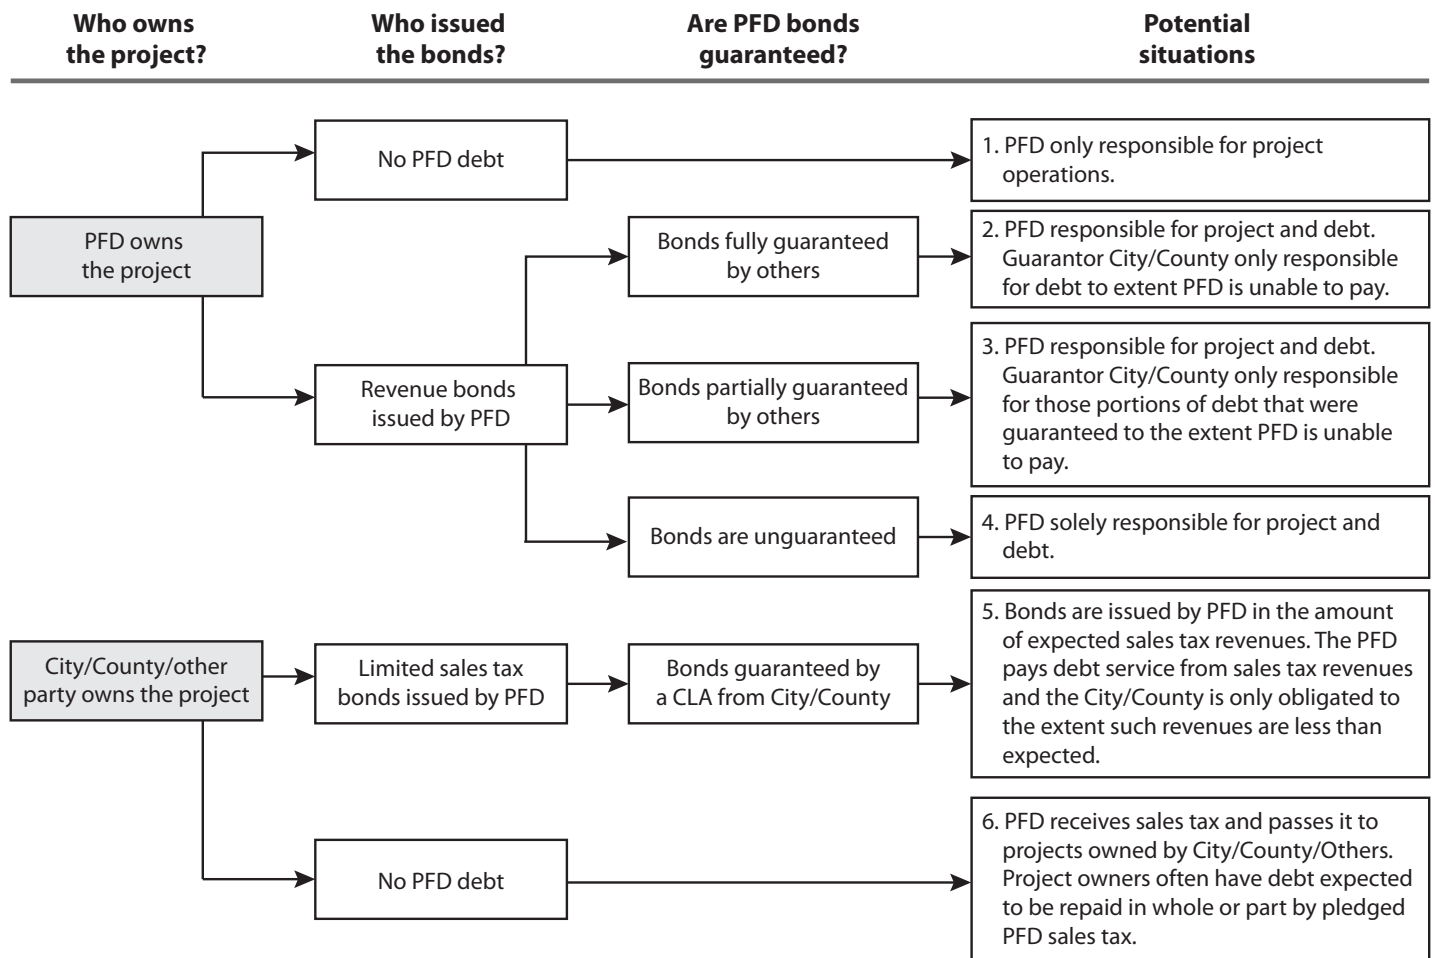 Who owns
the project?
Who issued
the bonds?
Are PFD bonds
guaranteed?
Potential
situations
No PFD debt
1. PFD only responsible for project
operations.
PFD owns
the project
Bonds fully guaranteed
by others
2. PFD responsible for project and debt.
Guarantor City/County only responsible
for debt to extent PFD is unable to pay.
Revenue bonds
issued by PFD
Bonds partially guaranteed
by others
3. PFD responsible for project and debt.
Guarantor City/County only responsible
for those portions of debt that were
guaranteed to the extent PFD is unable
to pay.
Bonds are unguaranteed
4. PFD solely responsible for project and
debt.
City/County/other
party owns the project
Limited sales tax
bonds issued by PFD
Bonds guaranteed by
a CLA from City/County
5. Bonds are issued by PFD in the amount
of expected sales tax revenues. The PFD
pays debt service from sales tax revenues
and the City/County is only obligated to
the extent such revenues are less than
expected.
No PFD debt
6. PFD receives sales tax and passes it to
projects owned by City/County/Others.
Project owners often have debt expected
to be repaid in whole or part by pledged
PFD sales tax.